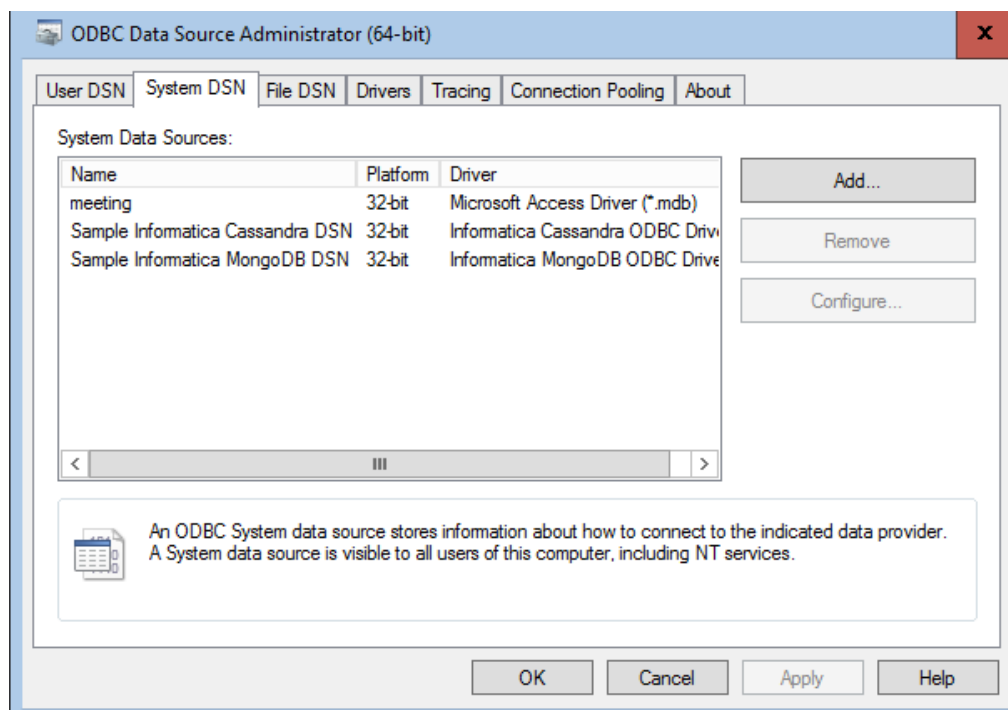 ODBC Data Source Administrator (64-bit)
x
User DSN System DSN File DSN Drivers Tracing Connection Pooling About
System Data Sources:
Name Platform Driver
meeting 32-bit Microsoft Access Driver (*.mdb)
Sample Informatica Cassandra DSN 32-bit Informatica Cassandra ODBC Driv
Sample Informatica MongoDB DSN 32-bit Informatica MongoDB ODBC Drive
Add...
Remove
Configure...
An ODBC System data source stores information about how to connect to the indicated data provider.
A System data source is visible to all users of this computer, including NT services.
OK Cancel Apply Help